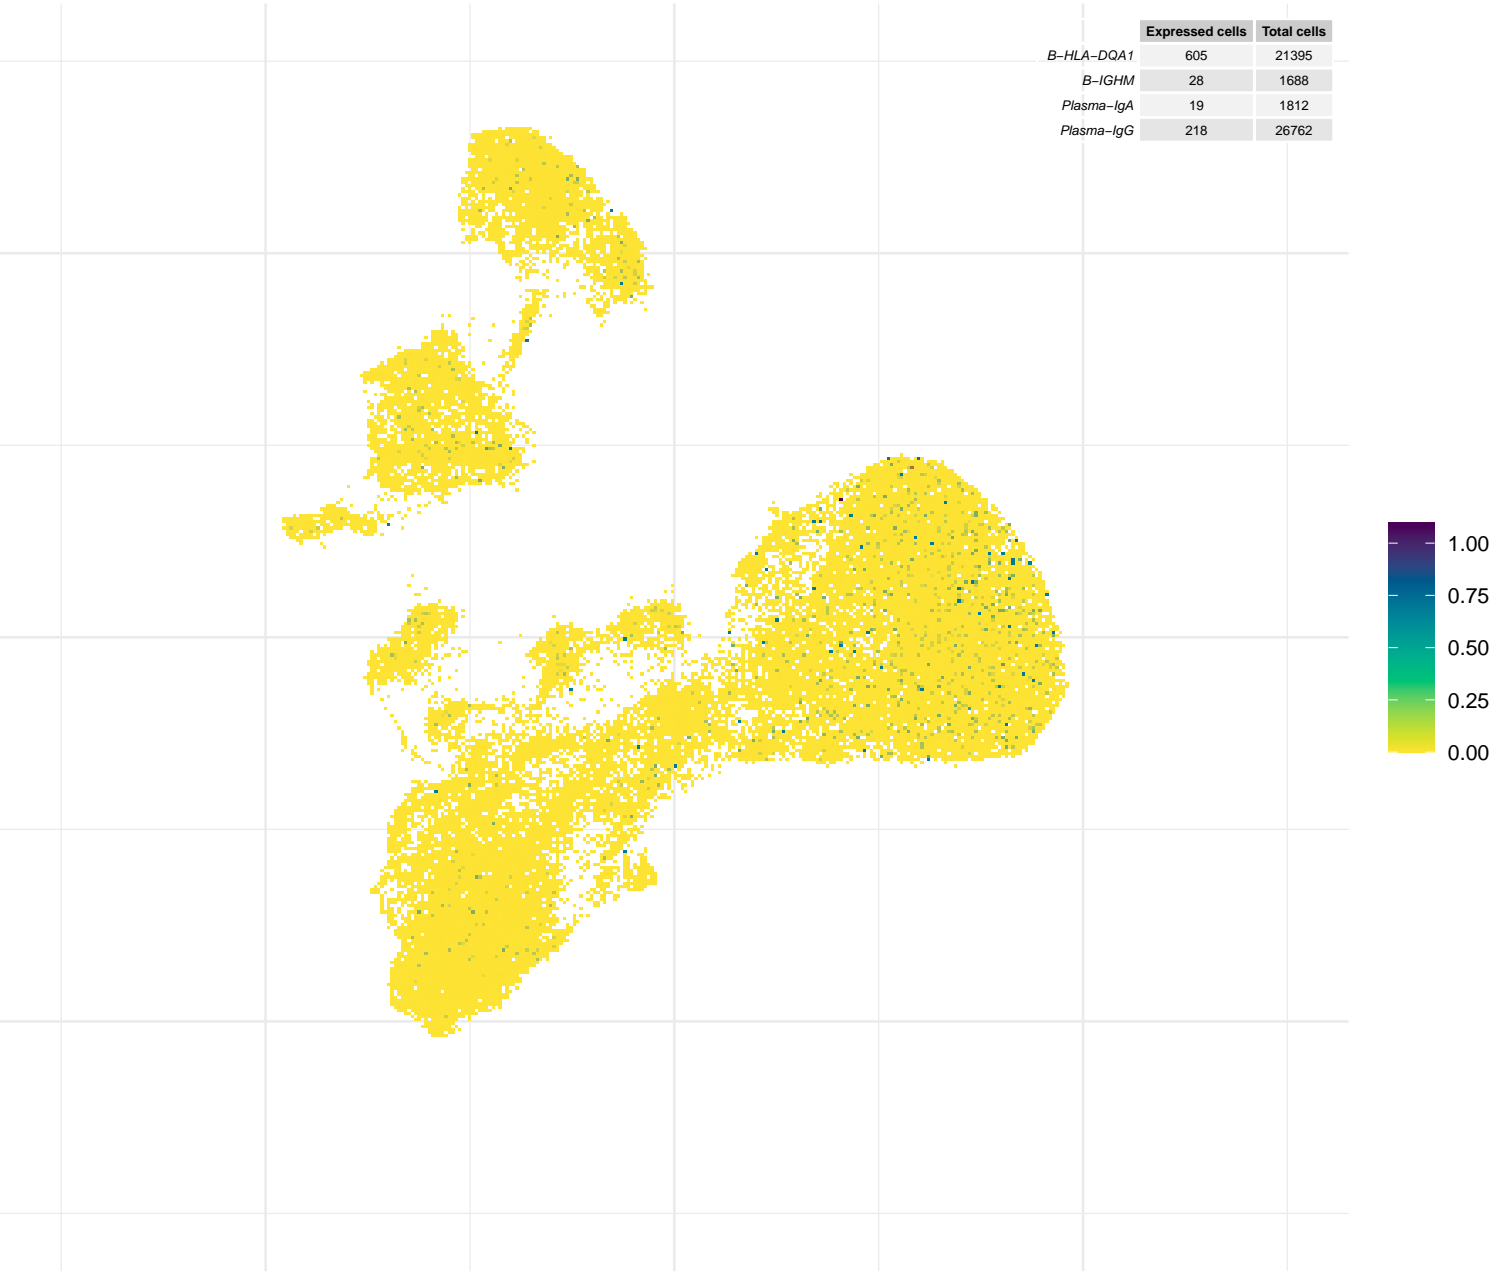 Expressed cells Total cells
B−HLA−DQA1 605 21395
B−IGHM 28 1688
Plasma−IgA 19 1812
Plasma−IgG 218 26762
1.00
0.75
0.50
0.25
0.00